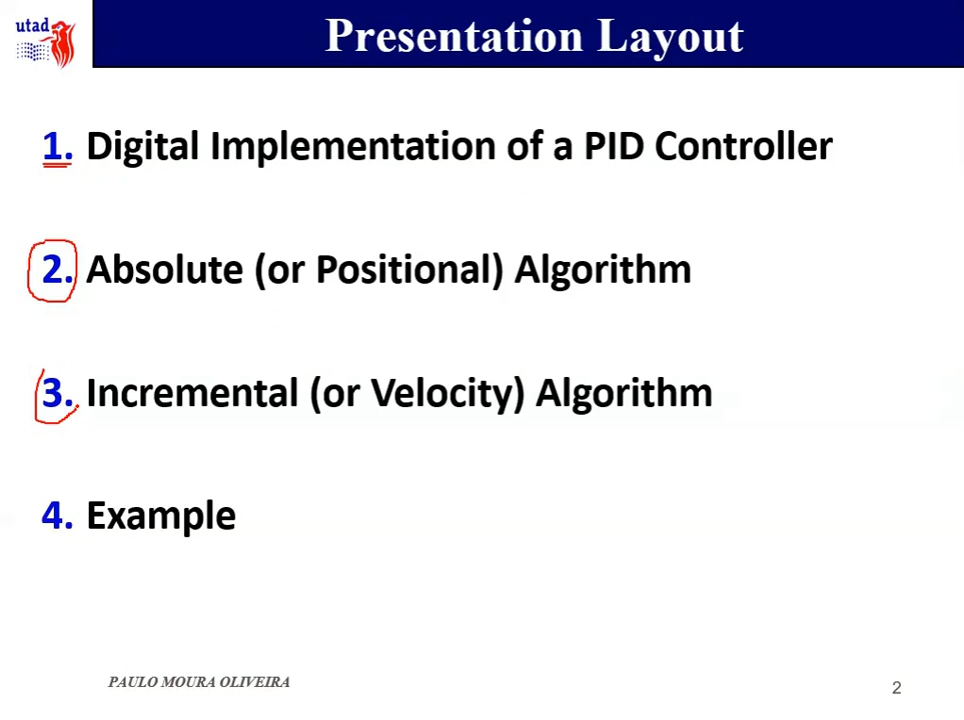 utad
Presentation Layout
1. Digital Implementation of a PID Controller
2. Absolute (or Positional) Algorithm
3. Incremental (or Velocity) Algorithm
4. Example
PAULO MOURA OLIVEIRA
2